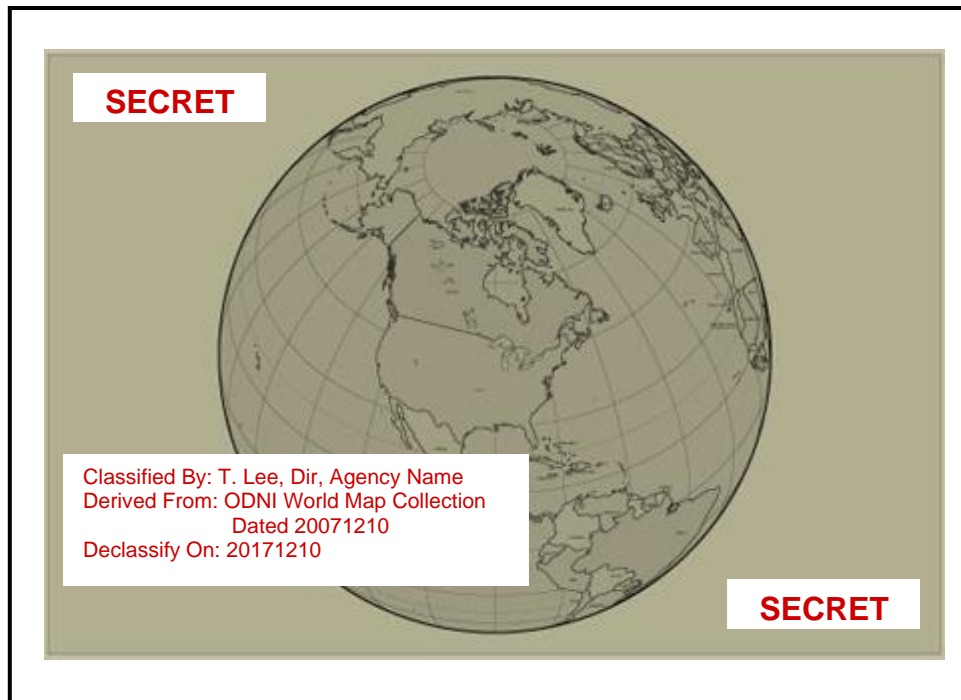 SECRET
Classified By: T. Lee, Dir, Agency Name
Derived From: ODNI World Map Collection
Dated 20071210
Declassify On: 20171210
SECRET